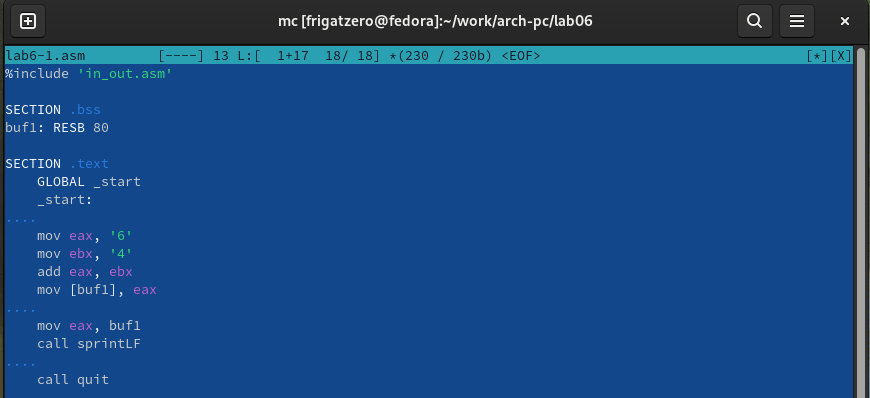 mc [frigatzero@fedora]:~/work/arch-pc/lab06
lab6-1.asm         [----] 13 L:[  1+17  18/ 18] *(230 / 230b) <EOF>                                 [*][X]
%include 'in_out.asm'

SECTION .bss
buf1: RESB 80

SECTION .text
    GLOBAL _start
    _start:
....
    mov eax, '6'
    mov ebx, '4'
    add eax, ebx
    mov [buf1], eax
....
    mov eax, buf1
    call sprintLF
....
    call quit